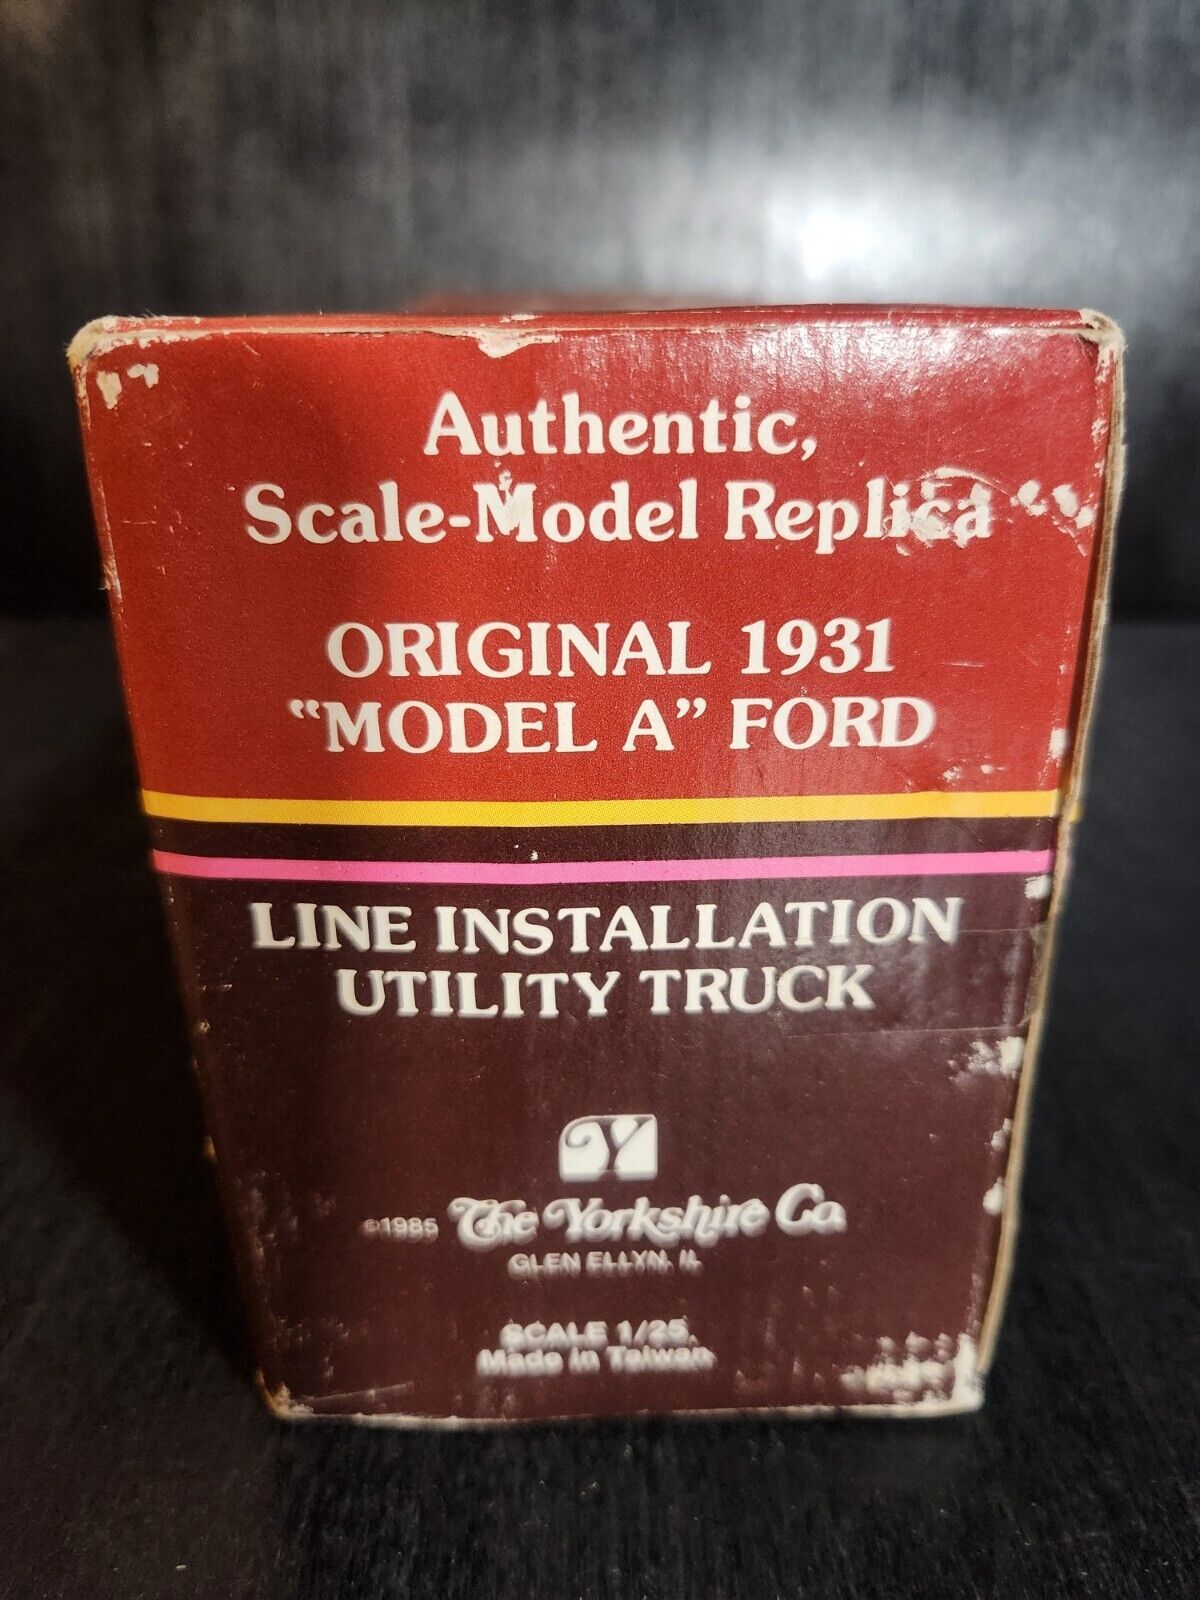 Authentic,
Scale-Model Replica
ORIGINAL 1931
“MODEL A” FORD
LINE INSTALLATION
UTILITY TRUCK
Y
©1985 The Yorkshire Co.
GLEN ELLYN, IL
SCALE 1/25.
Made in Taiwan